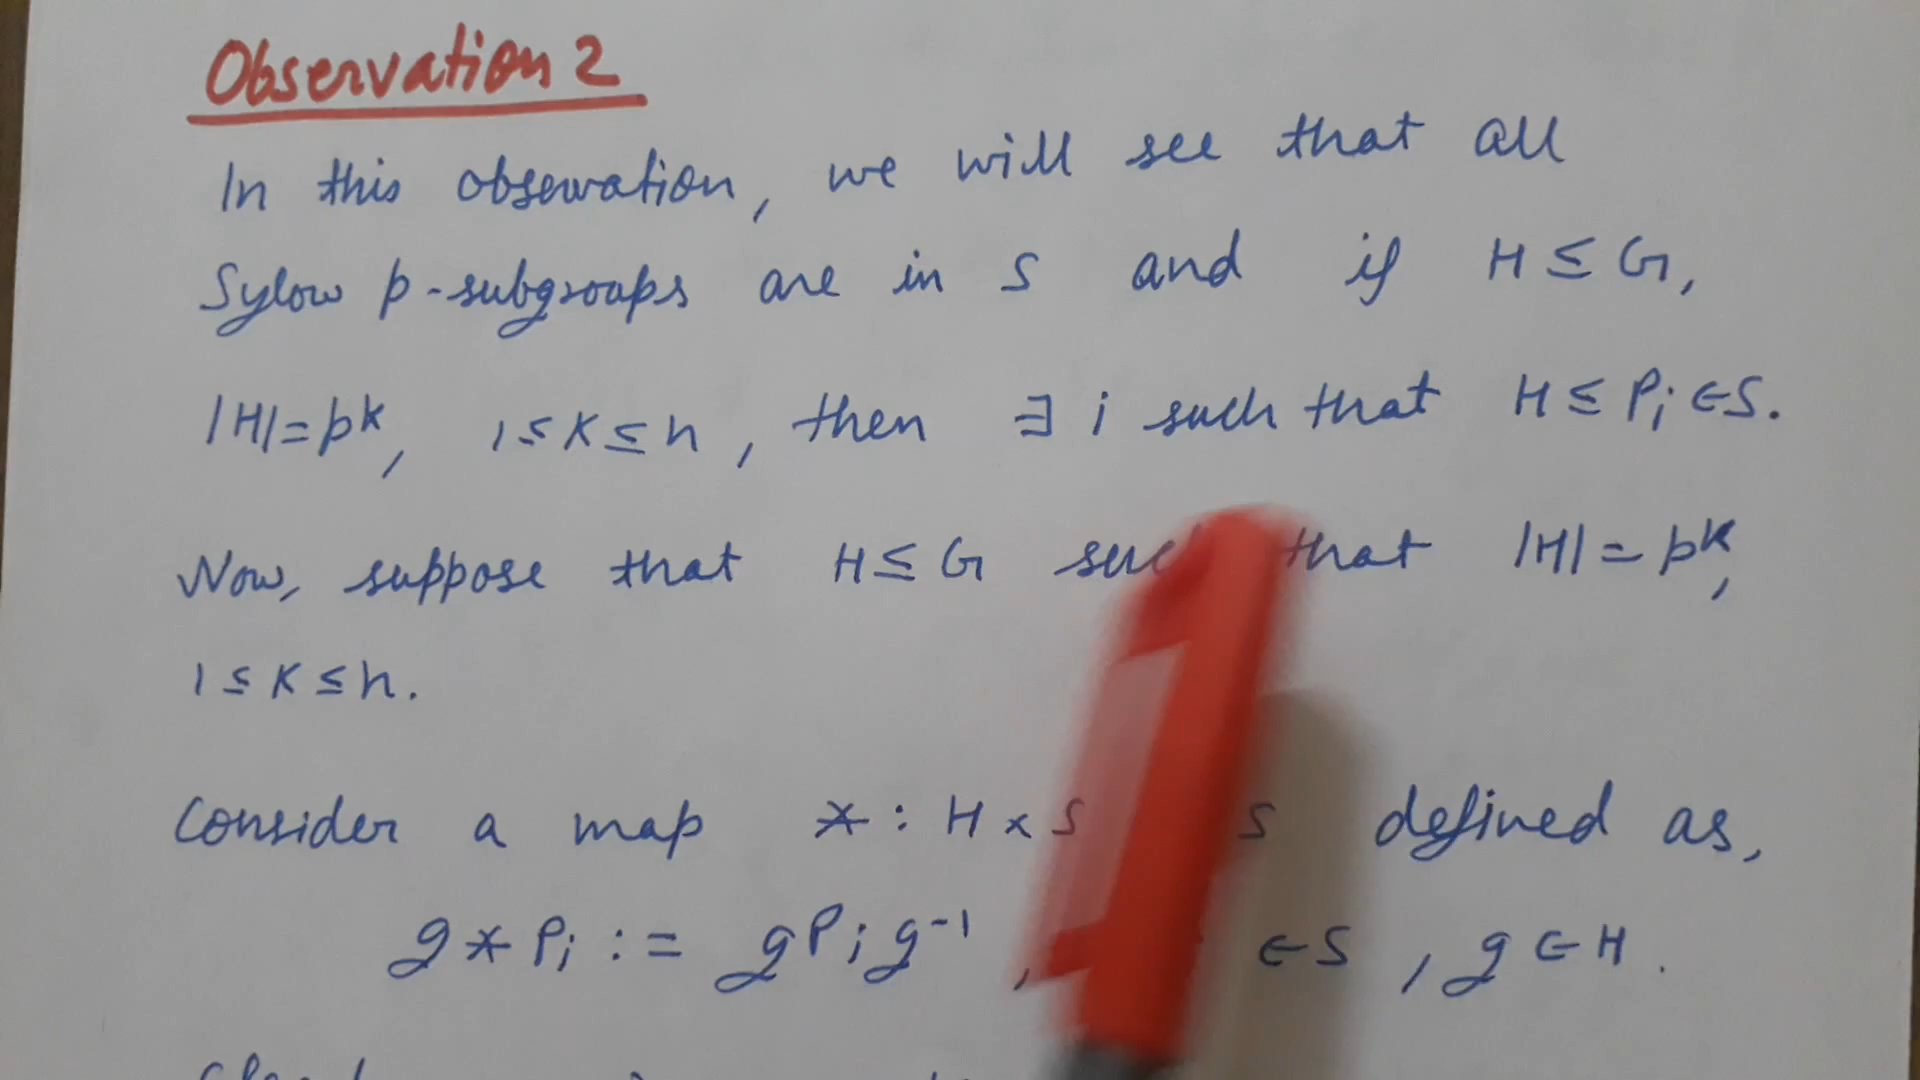 Observation 2
In this observation, we will see that all
Sylow p-subgroups are in S and if H ≤ G,
|H| = p^k, 1 ≤ k ≤ n, then ∃ i such that H ≤ P_i ∈ S.
Now, suppose that H ≤ G such that |H| = p^k,
1 ≤ k ≤ n.
Consider a map * : H × S S defined as,
g * P_i := g P_i g^-1, ∈ S, g ∈ H.